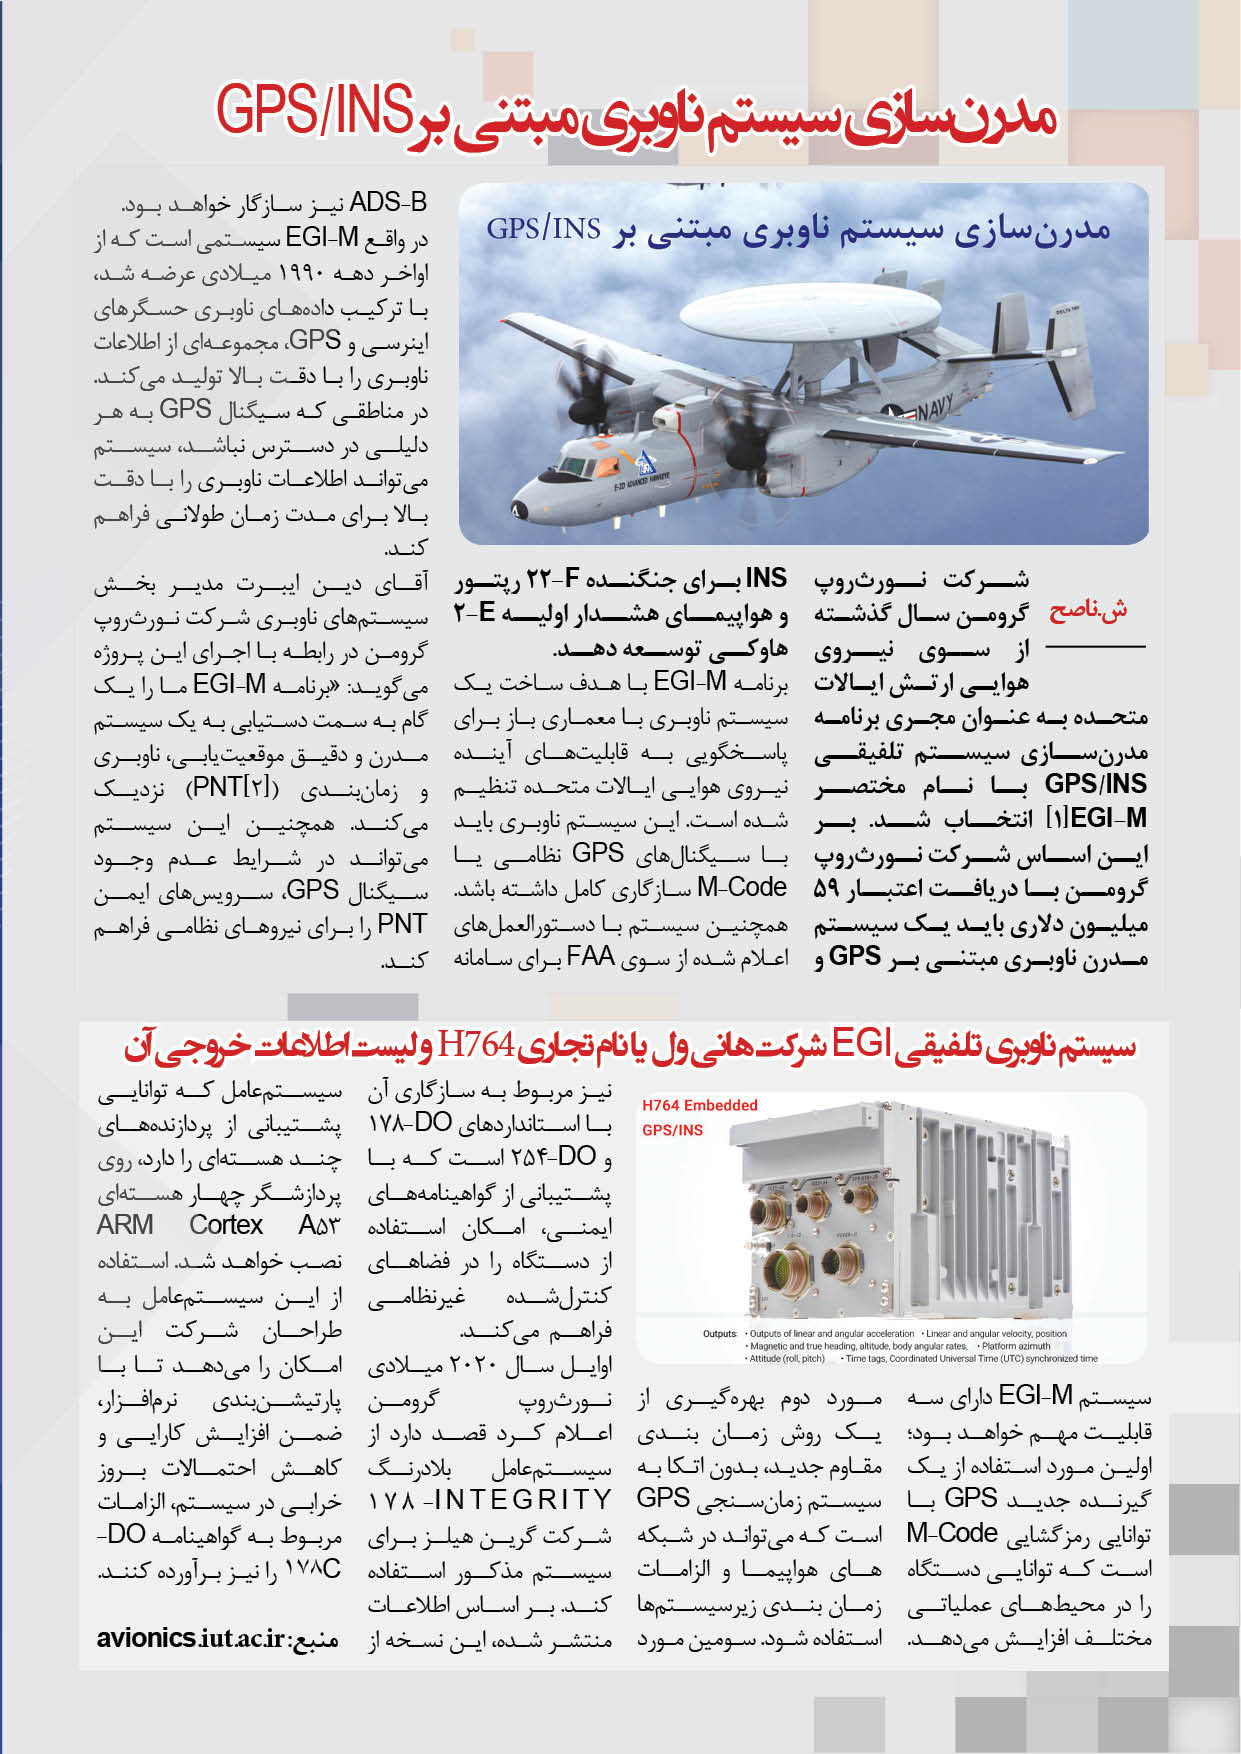 مدرن‌سازی سیستم ناوبری مبتنی بر GPS/INS
مدرن‌سازی سیستم ناوبری مبتنی بر GPS/INS
NAVY
E-2D ADVANCED HAWKEYE
ش.ناصح
شرکت نورث‌روپ
گرومن سال گذشته
از سوی نیروی
هوایی ارتش ایالات
متحده به عنوان مجری برنامه
مدرن‌سازی سیستم تلفیقی
GPS/INS با نام مختصر
EGI-M[۱] انتخاب شد. بر
این اساس شرکت نورث‌روپ
گرومن با دریافت اعتبار ۵۹
میلیون دلاری باید یک سیستم
مدرن ناوبری مبتنی بر GPS و
INS برای جنگنده F-۲۲ رپتور
و هواپیمای هشدار اولیه E-۲
هاوکی توسعه دهد.
برنامه EGI-M با هدف ساخت یک
سیستم ناوبری با معماری باز برای
پاسخگویی به قابلیت‌های آینده
نیروی هوایی ایالات متحده تنظیم
شده است. این سیستم ناوبری باید
با سیگنال‌های GPS نظامی یا
M-Code سازگاری کامل داشته باشد.
همچنین سیستم با دستورالعمل‌های
اعلام شده از سوی FAA برای سامانه
ADS-B نیز سازگار خواهد بود.
در واقع EGI-M سیستمی است که از
اواخر دهه ۱۹۹۰ میلادی عرضه شد،
با ترکیب داده‌های ناوبری حسگرهای
اینرسی و GPS، مجموعه‌ای از اطلاعات
ناوبری را با دقت بالا تولید می‌کند.
در مناطقی که سیگنال GPS به هر
دلیلی در دسترس نباشد، سیستم
می‌تواند اطلاعات ناوبری را با دقت
بالا برای مدت زمان طولانی فراهم
کند.
آقای دین ایبرت مدیر بخش
سیستم‌های ناوبری شرکت نورث‌روپ
گرومن در رابطه با اجرای این پروژه
می‌گوید: «برنامه EGI-M ما را یک
گام به سمت دستیابی به یک سیستم
مدرن و دقیق موقعیت‌یابی، ناوبری
و زمان‌بندی (PNT[۲]) نزدیک
می‌کند. همچنین این سیستم
می‌تواند در شرایط عدم وجود
سیگنال GPS، سرویس‌های ایمن
PNT را برای نیروهای نظامی فراهم
کند.
سیستم ناوبری تلفیقی EGI شرکت هانی ول با نام تجاری H764 و لیست اطلاعات خروجی آن
H764 Embedded
GPS/INS
Outputs: • Outputs of linear and angular acceleration • Linear and angular velocity, position
• Magnetic and true heading, altitude, body angular rates, • Platform azimuth
• Attitude (roll, pitch) • Time tags, Coordinated Universal Time (UTC) synchronized time
سیستم EGI-M دارای سه
قابلیت مهم خواهد بود؛
اولین مورد استفاده از یک
گیرنده جدید GPS با
توانایی رمزگشایی M-Code
است که توانایی دستگاه
را در محیط‌های عملیاتی
مختلف افزایش می‌دهد.
مورد دوم بهره‌گیری از
یک روش زمان بندی
مقاوم جدید، بدون اتکا به
سیستم زمان‌سنجی GPS
است که می‌تواند در شبکه
های هواپیما و الزامات
زمان بندی زیرسیستم‌ها
استفاده شود. سومین مورد
نیز مربوط به سازگاری آن
با استانداردهای DO-۱۷۸
و DO-۲۵۴ است که با
پشتیبانی از گواهینامه‌های
ایمنی، امکان استفاده
از دستگاه را در فضاهای
کنترل‌شده غیرنظامی
فراهم می‌کند.
اوایل سال ۲۰۲۰ میلادی
نورث‌روپ گرومن
اعلام کرد قصد دارد از
سیستم‌عامل بلادرنگ
INTEGRITY-۱۷۸
شرکت گرین هیلز برای
سیستم مذکور استفاده
کند. بر اساس اطلاعات
منتشر شده، این نسخه از
سیستم‌عامل که توانایی
پشتیبانی از پردازنده‌های
چند هسته‌ای را دارد، روی
پردازشگر چهار هسته‌ای
ARM Cortex A۵۳
نصب خواهد شد. استفاده
از این سیستم‌عامل به
طراحان شرکت این
امکان را می‌دهد تا با
پارتیشن‌بندی نرم‌افزار،
ضمن افزایش کارایی و
کاهش احتمالات بروز
خرابی در سیستم، الزامات
مربوط به گواهینامه DO-
۱۷۸C را نیز برآورده کنند.
منبع: avionics.iut.ac.ir